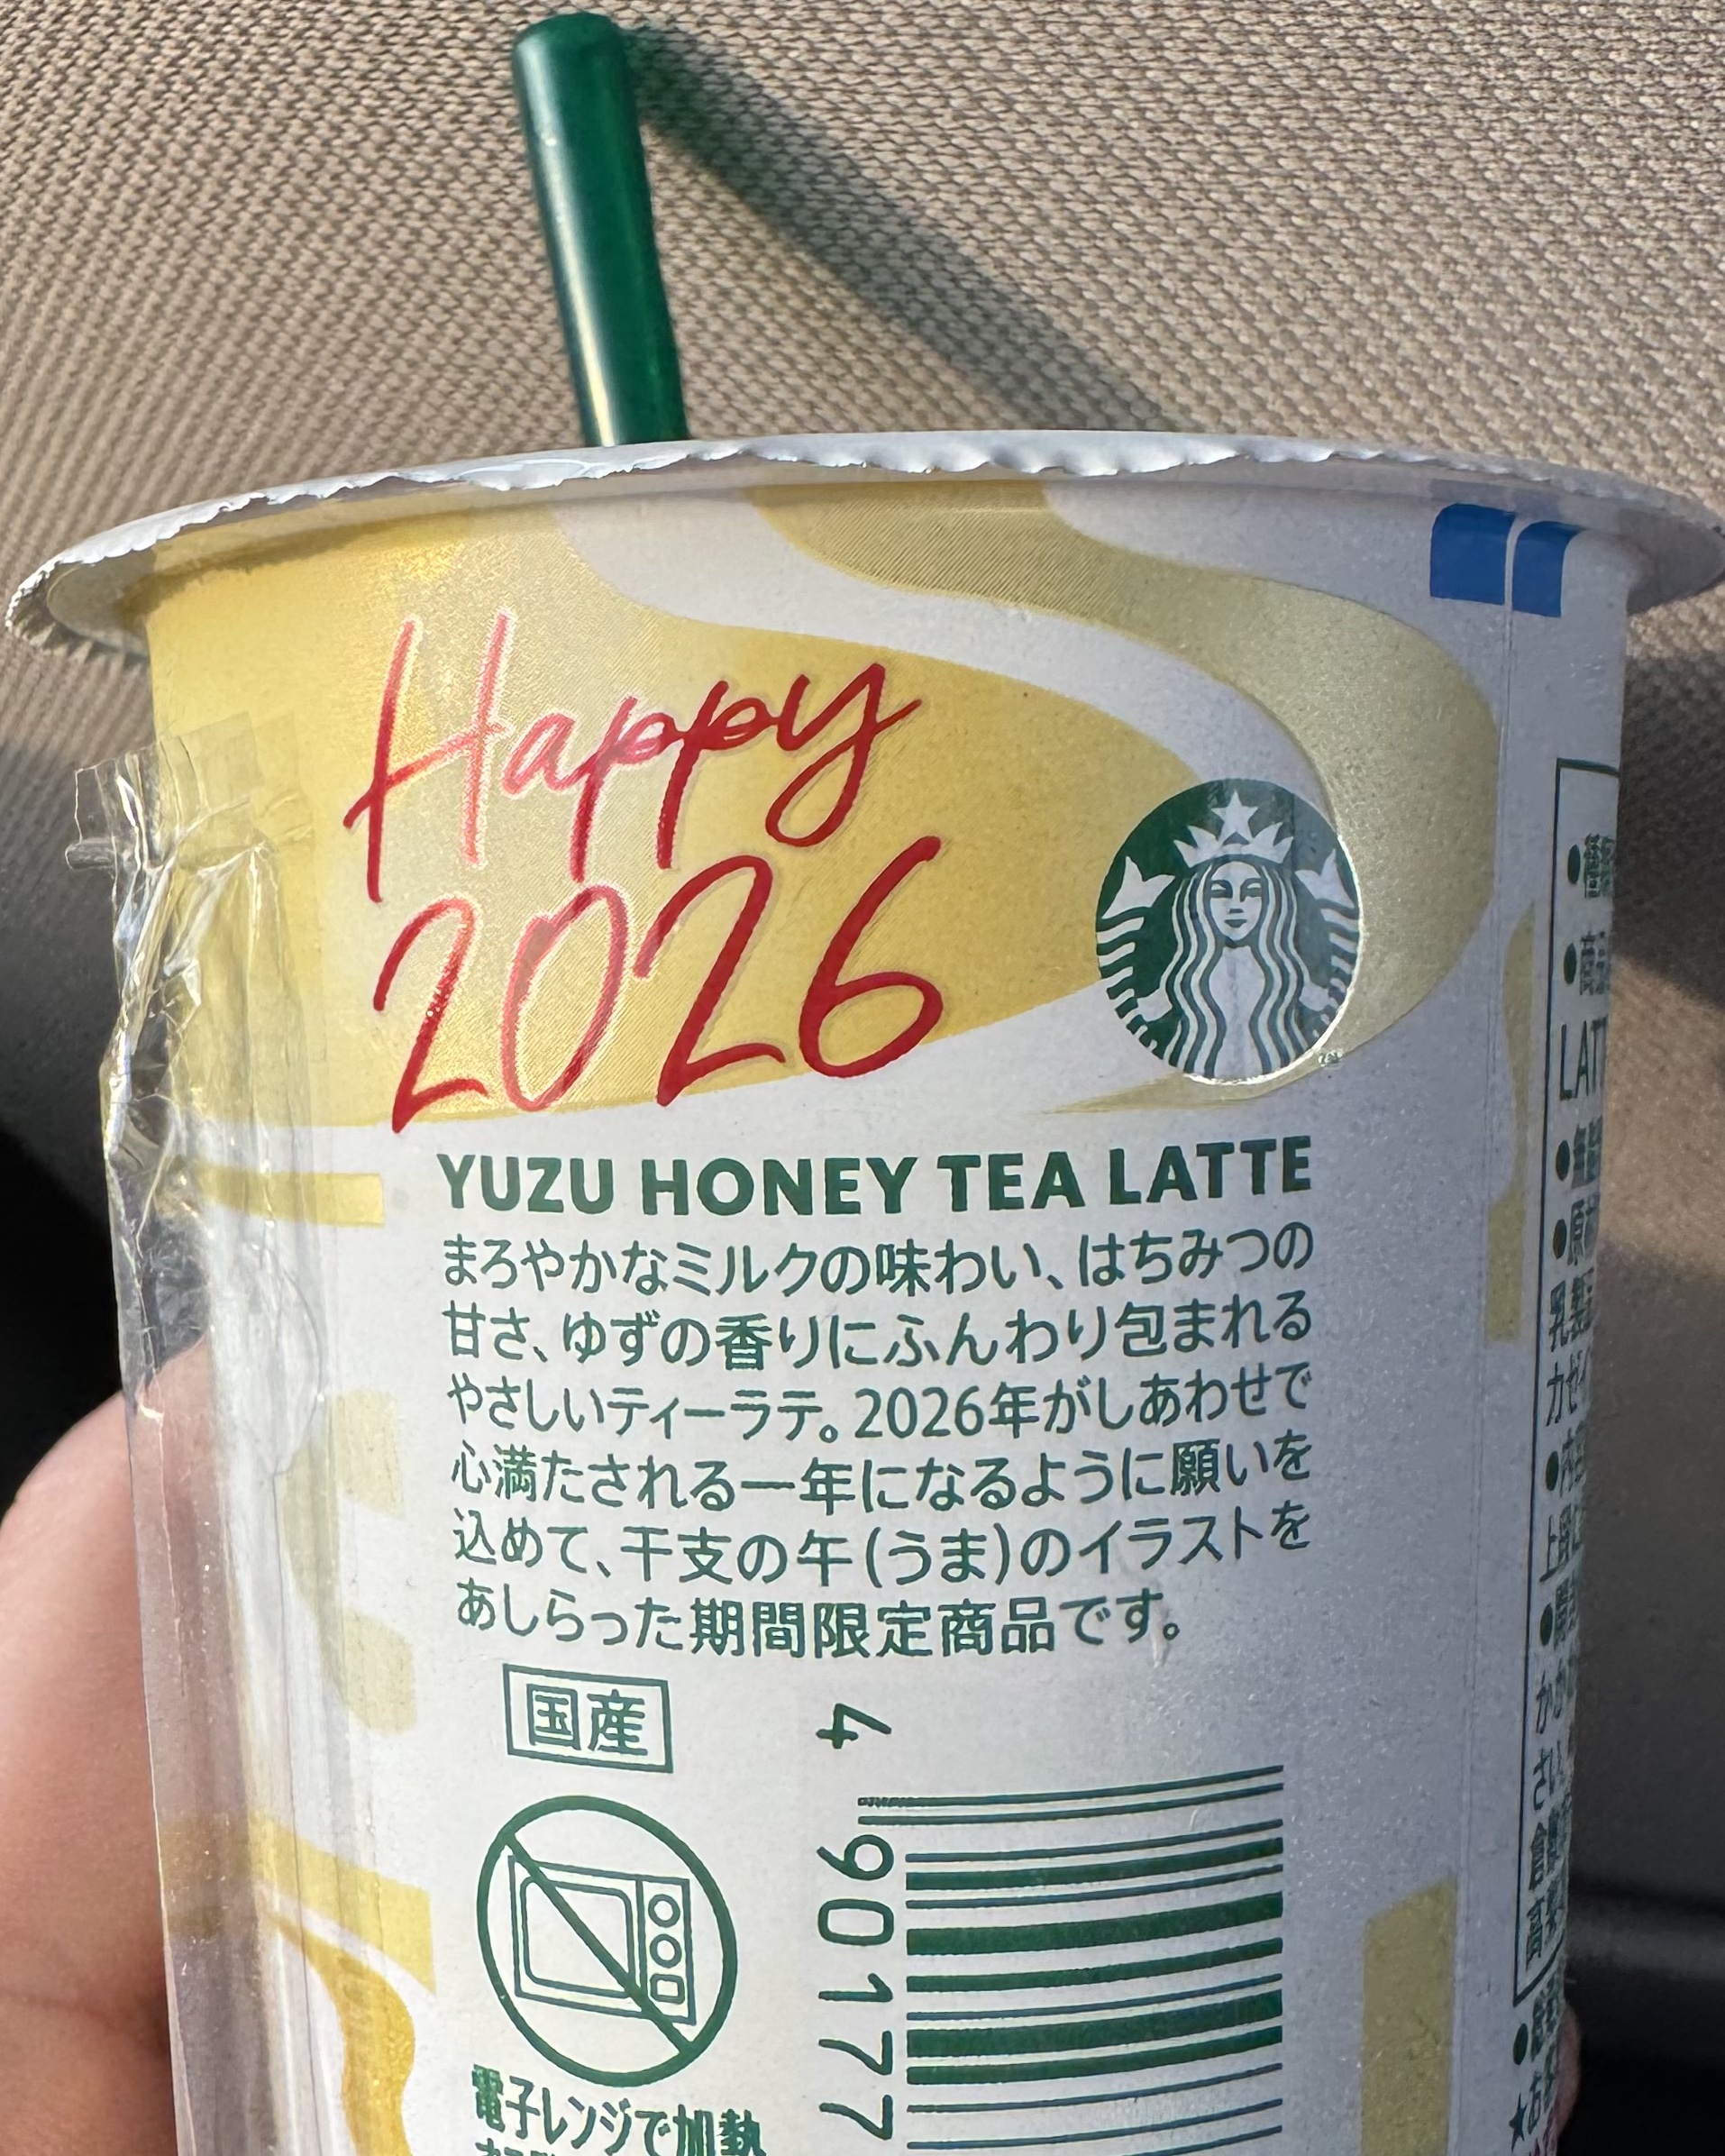 Happy
2026
YUZU HONEY TEA LATTE
まろやかなミルクの味わい、はちみつの
甘さ、ゆずの香りにふんわり包まれる
やさしいティーラテ。2026年がしあわせで
心満たされる一年になるように願いを
込めて、干支の午(うま)のイラストを
あしらった期間限定商品です。
国産
電子レンジで加熱
4 90177
LATT